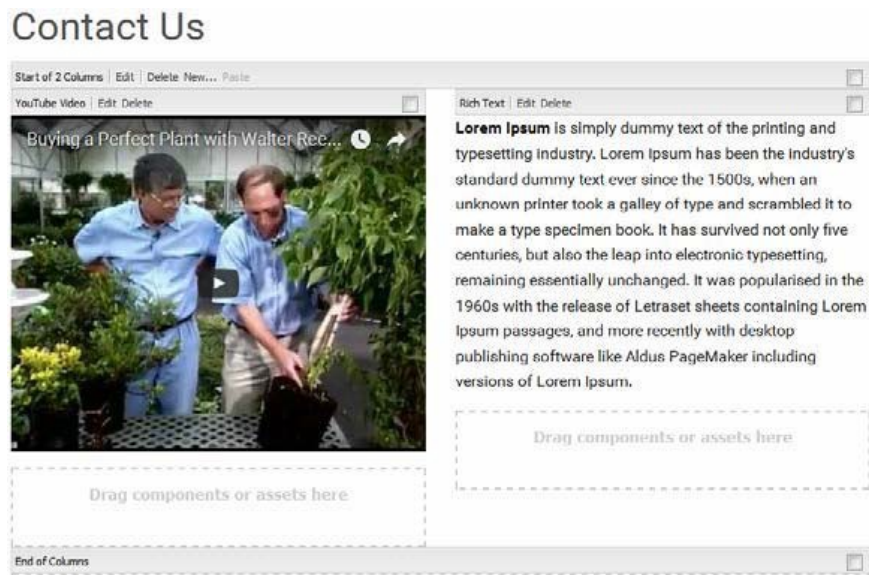 Contact Us
Start of 2 Columns | Edit | Delete New... Paste
YouTube Video | Edit Delete
Buying a Perfect Plant with Walter Ree...
Drag components or assets here
Rich Text | Edit Delete
Lorem Ipsum is simply dummy text of the printing and
typesetting industry. Lorem Ipsum has been the industry's
standard dummy text ever since the 1500s, when an
unknown printer took a galley of type and scrambled it to
make a type specimen book. It has survived not only five
centuries, but also the leap into electronic typesetting,
remaining essentially unchanged. It was popularised in the
1960s with the release of Letraset sheets containing Lorem
Ipsum passages, and more recently with desktop
publishing software like Aldus PageMaker including
versions of Lorem Ipsum.
Drag components or assets here
End of Columns